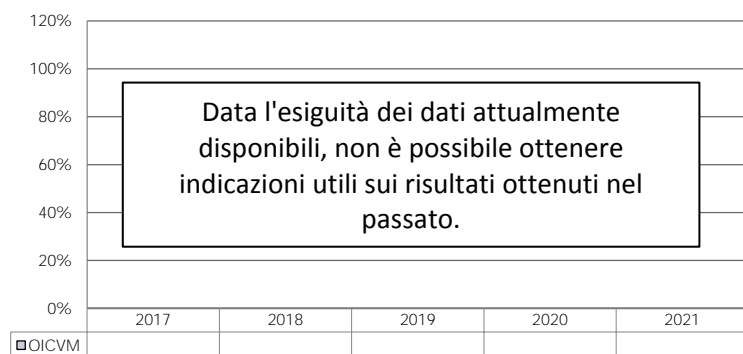 120%
100%
80%
60%
40%
20%
0%
Data l'esiguità dei dati attualmente
disponibili, non è possibile ottenere
indicazioni utili sui risultati ottenuti nel
passato.
2017 2018 2019 2020 2021
OICVM